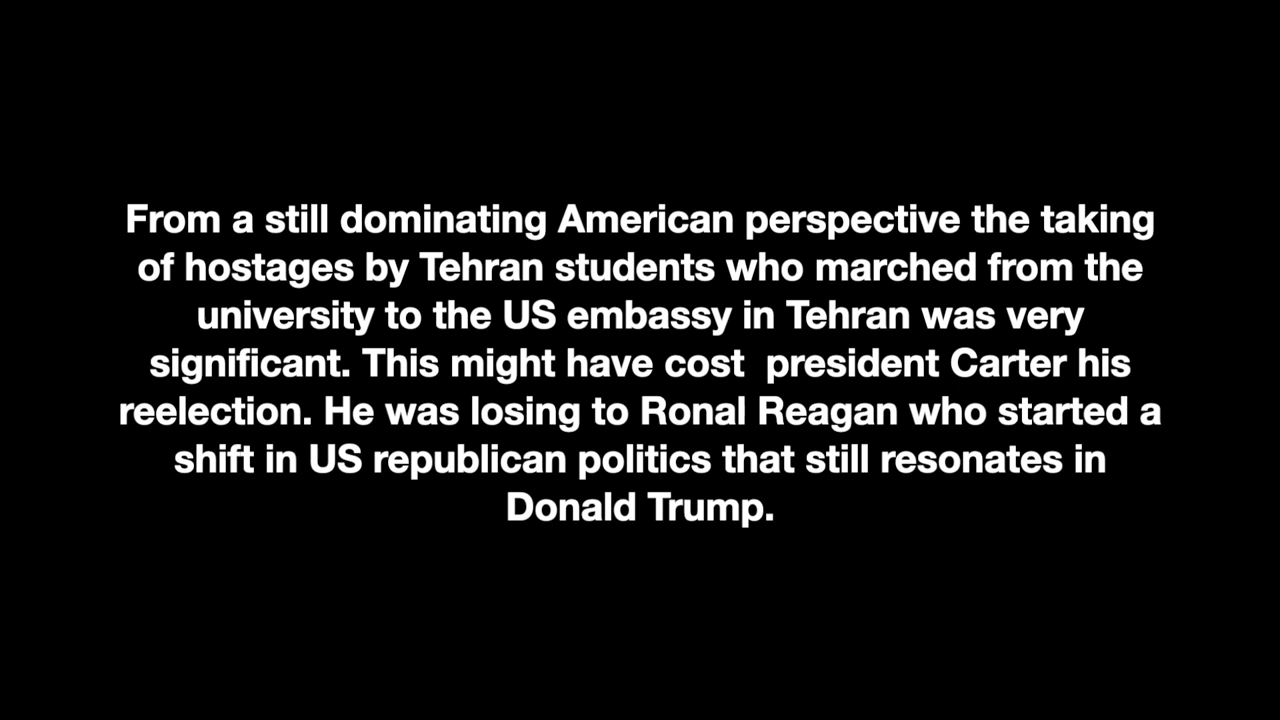 From a still dominating American perspective the taking
of hostages by Tehran students who marched from the
university to the US embassy in Tehran was very
significant. This might have cost  president Carter his
reelection. He was losing to Ronal Reagan who started a
shift in US republican politics that still resonates in
Donald Trump.